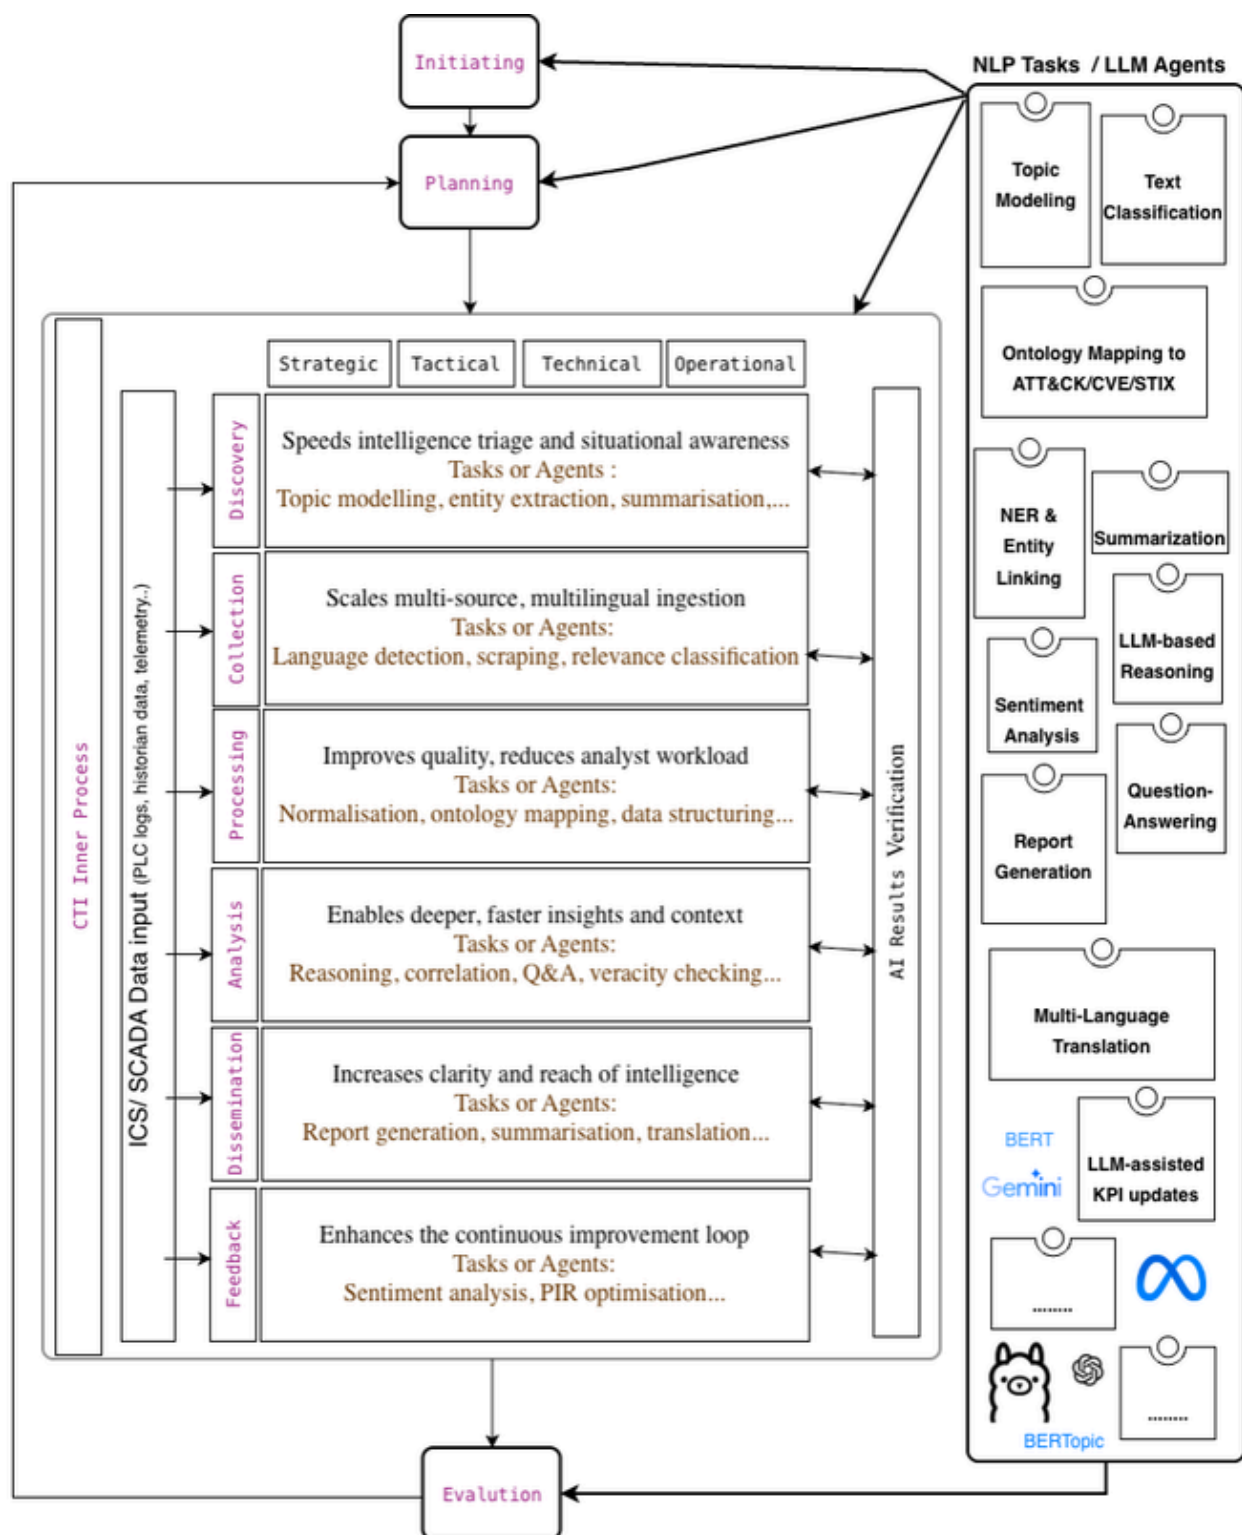 Initiating
NLP Tasks / LLM Agents
Planning
Topic
Modeling
Text
Classification
Ontology Mapping to
ATT&CK/CVE/STIX
NER &
Entity
Linking
Summarization
LLM-based
Reasoning
Sentiment
Analysis
Question-
Answering
Report
Generation
Multi-Language
Translation
BERT
Gemini
LLM-assisted
KPI updates
........
BERTopic
........
CTI Inner Process
ICS/ SCADA Data input (PLC logs, historian data, telemetry..)
Strategic
Tactical
Technical
Operational
Discovery
Speeds intelligence triage and situational awareness
Tasks or Agents :
Topic modelling, entity extraction, summarisation,...
Collection
Scales multi-source, multilingual ingestion
Tasks or Agents:
Language detection, scraping, relevance classification
Processing
Improves quality, reduces analyst workload
Tasks or Agents:
Normalisation, ontology mapping, data structuring...
Analysis
Enables deeper, faster insights and context
Tasks or Agents:
Reasoning, correlation, Q&A, veracity checking...
Dissemination
Increases clarity and reach of intelligence
Tasks or Agents:
Report generation, summarisation, translation...
Feedback
Enhances the continuous improvement loop
Tasks or Agents:
Sentiment analysis, PIR optimisation...
AI Results Verification
Evalution